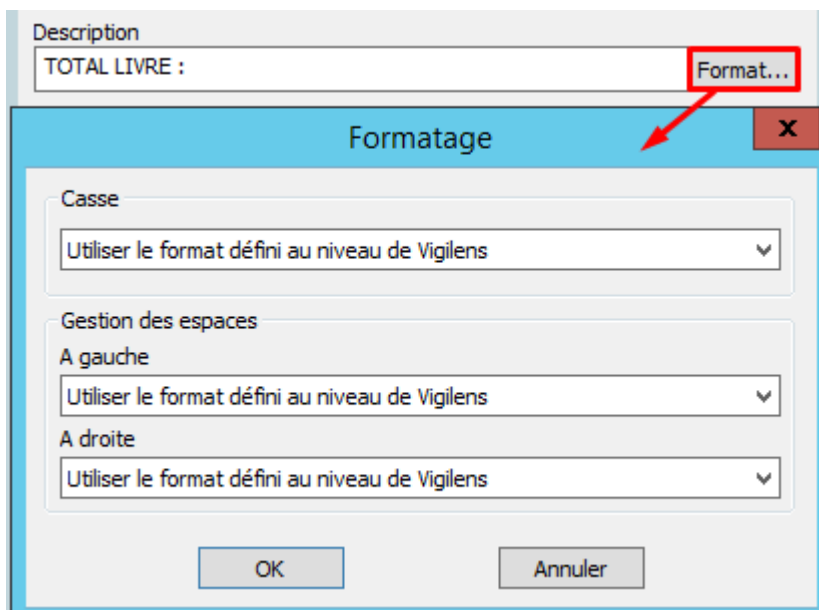 Description
TOTAL LIVRE :
Format...
Formatage
x
Casse
Utiliser le format défini au niveau de Vigilens
Gestion des espaces
A gauche
Utiliser le format défini au niveau de Vigilens
A droite
Utiliser le format défini au niveau de Vigilens
OK
Annuler